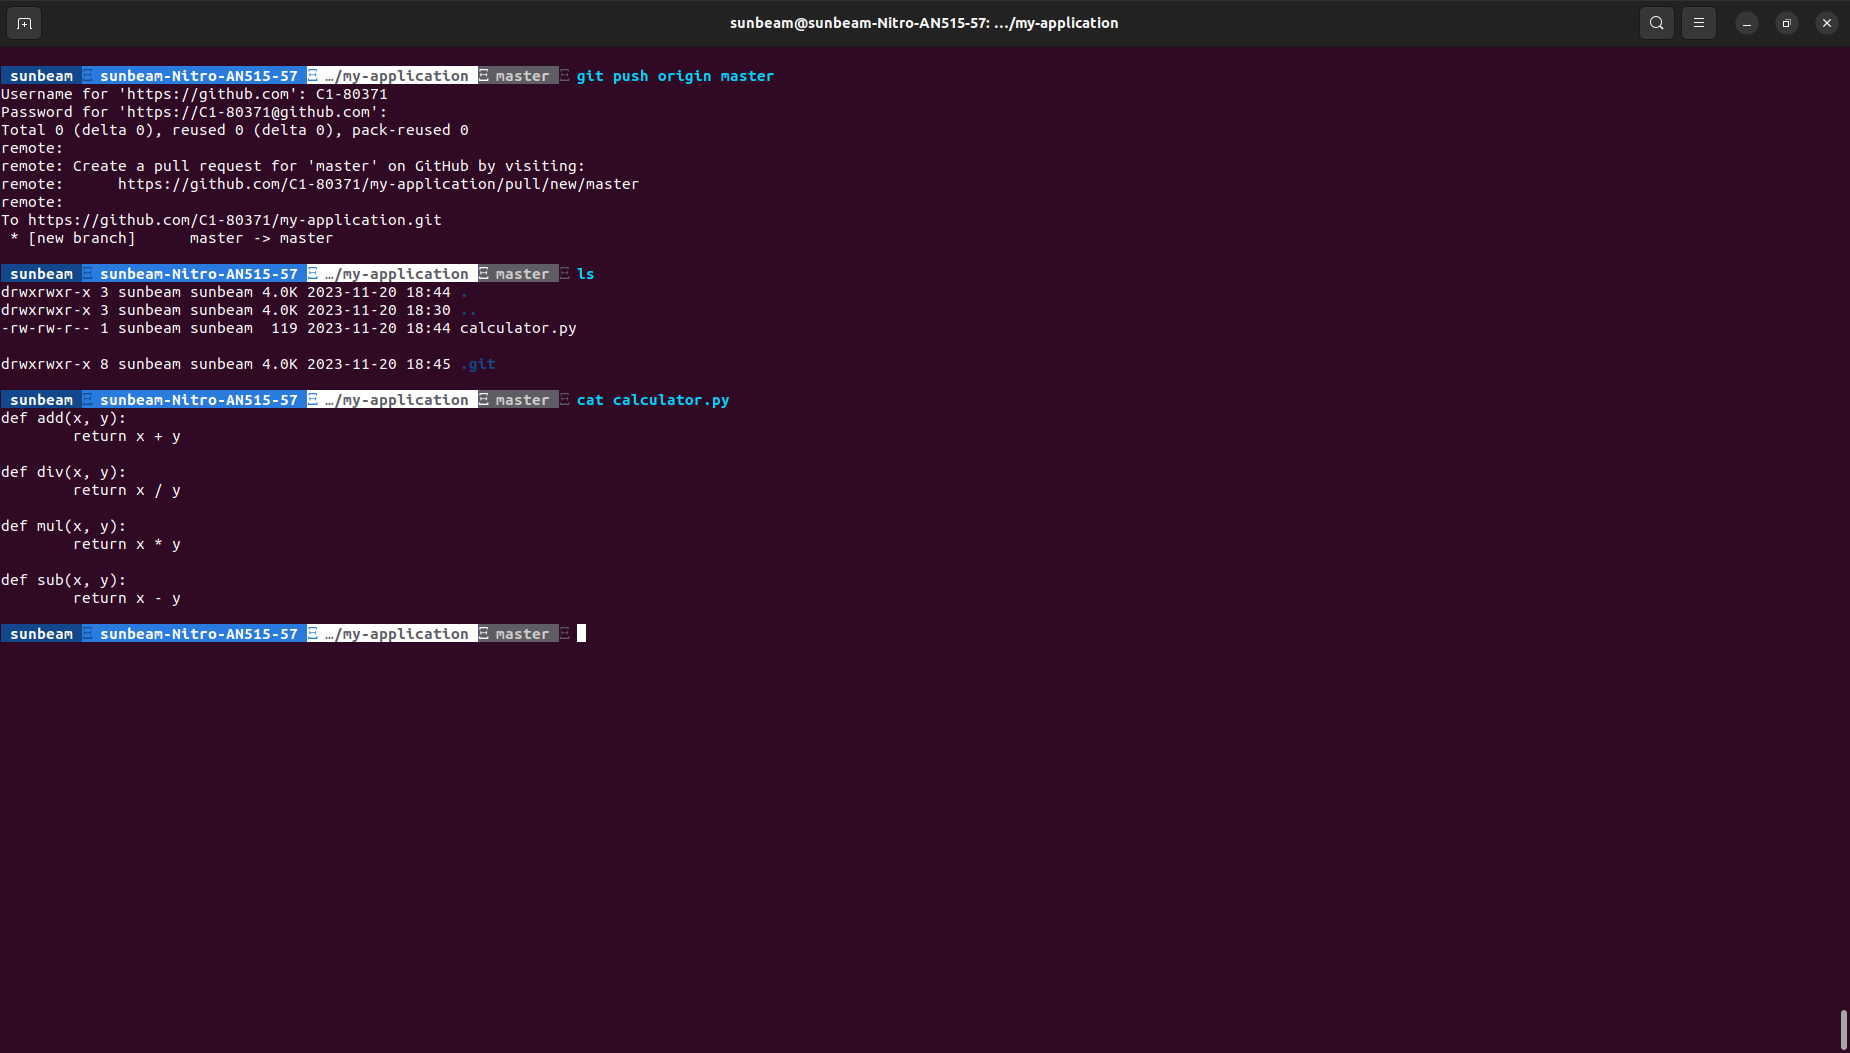 sunbeam@sunbeam-Nitro-AN515-57: …/my-application
sunbeam sunbeam-Nitro-AN515-57 …/my-application master git push origin master
Username for 'https://github.com': C1-80371
Password for 'https://C1-80371@github.com':
Total 0 (delta 0), reused 0 (delta 0), pack-reused 0
remote:
remote: Create a pull request for 'master' on GitHub by visiting:
remote:      https://github.com/C1-80371/my-application/pull/new/master
remote:
To https://github.com/C1-80371/my-application.git
 * [new branch]      master -> master
sunbeam sunbeam-Nitro-AN515-57 …/my-application master ls
drwxrwxr-x 3 sunbeam sunbeam 4.0K 2023-11-20 18:44 .
drwxrwxr-x 3 sunbeam sunbeam 4.0K 2023-11-20 18:30 ..
-rw-rw-r-- 1 sunbeam sunbeam  119 2023-11-20 18:44 calculator.py
drwxrwxr-x 8 sunbeam sunbeam 4.0K 2023-11-20 18:45 .git
sunbeam sunbeam-Nitro-AN515-57 …/my-application master cat calculator.py
def add(x, y):
        return x + y
def div(x, y):
        return x / y
def mul(x, y):
        return x * y
def sub(x, y):
        return x - y
sunbeam sunbeam-Nitro-AN515-57 …/my-application master